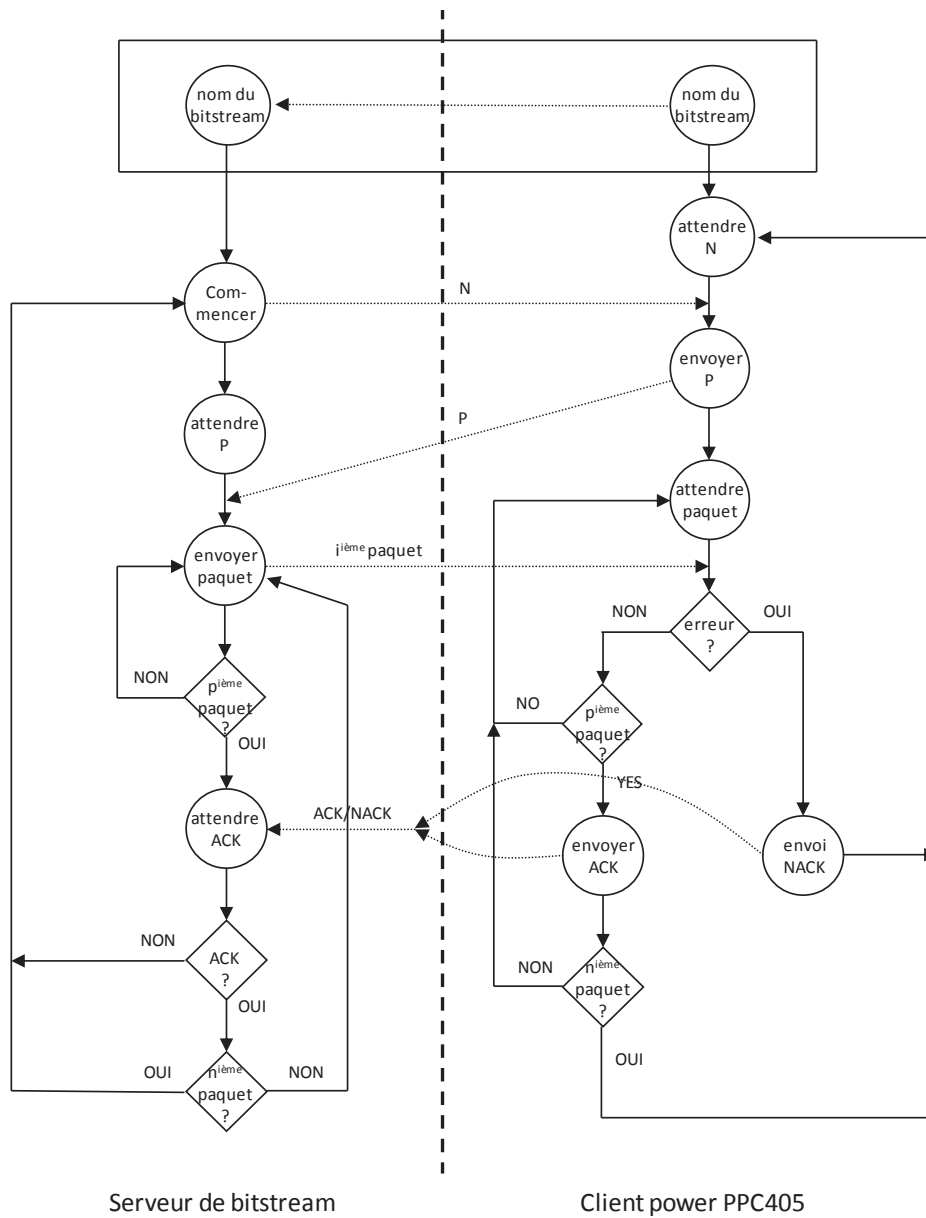 nom du
bitstream
nom du
bitstream
attendre
N
Com-
mencer
N
envoyer
P
attendre
P
P
attendre
paquet
envoyer
paquet
iième paquet
NON
erreur
?
OUI
NON
pième
paquet
?
OUI
NO
pième
paquet
?
YES
attendre
ACK
ACK/NACK
envoyer
ACK
envoi
NACK
NON
ACK
?
OUI
NON
nième
paquet
?
OUI
OUI
nième
paquet
?
NON
Serveur de bitstream
Client power PPC405